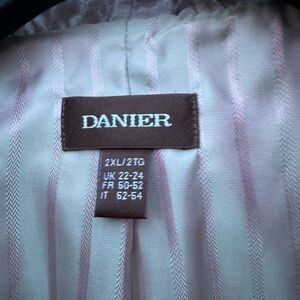 DANIER
2XL/2TG
UK 22-24
FR 50-52
IT 52-54